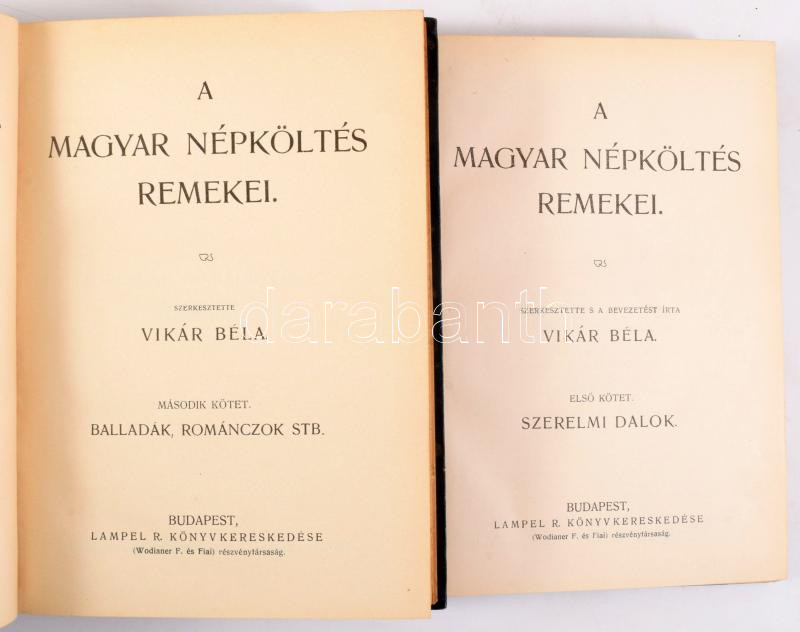 A
MAGYAR NÉPKÖLTÉS
REMEKEI.
SZERKESZTETTE
VIKÁR BÉLA.
MÁSODIK KÖTET.
BALLADÁK, ROMÁNCZOK STB.
BUDAPEST,
LAMPEL R. KÖNYVKERESKEDÉSE
(Wodianer F. és Fiai) részvénytársaság.
A
MAGYAR NÉPKÖLTÉS
REMEKEI.
SZERKESZTETTE S A BEVEZETÉST ÍRTA
VIKÁR BÉLA.
ELSŐ KÖTET.
SZERELMI DALOK.
BUDAPEST,
LAMPEL R. KÖNYVKERESKEDÉSE
(Wodianer F. és Fiai) részvénytársaság.
darabanth